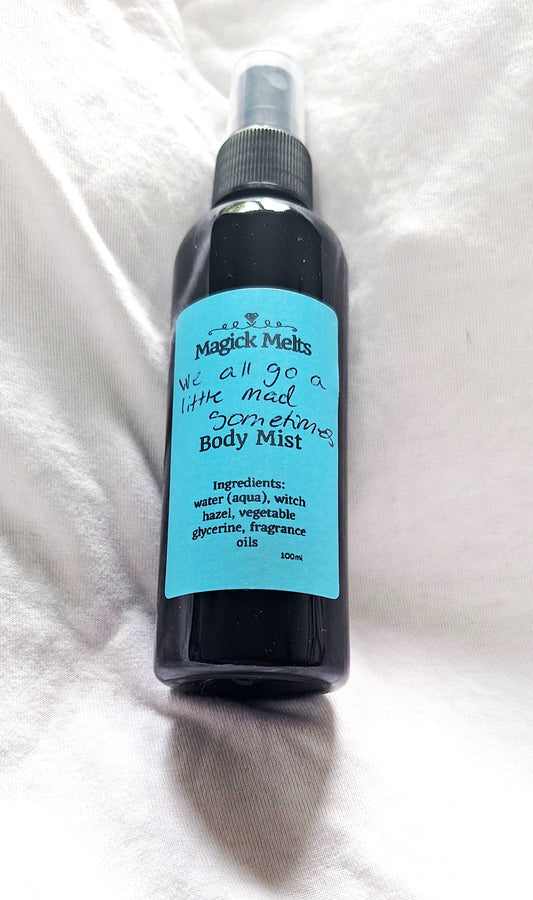 Magick Melts
We all go a
little mad
Sometimes
Body Mist
Ingredients:
water (aqua), witch
hazel, vegetable
glycerine, fragrance
oils
100ml